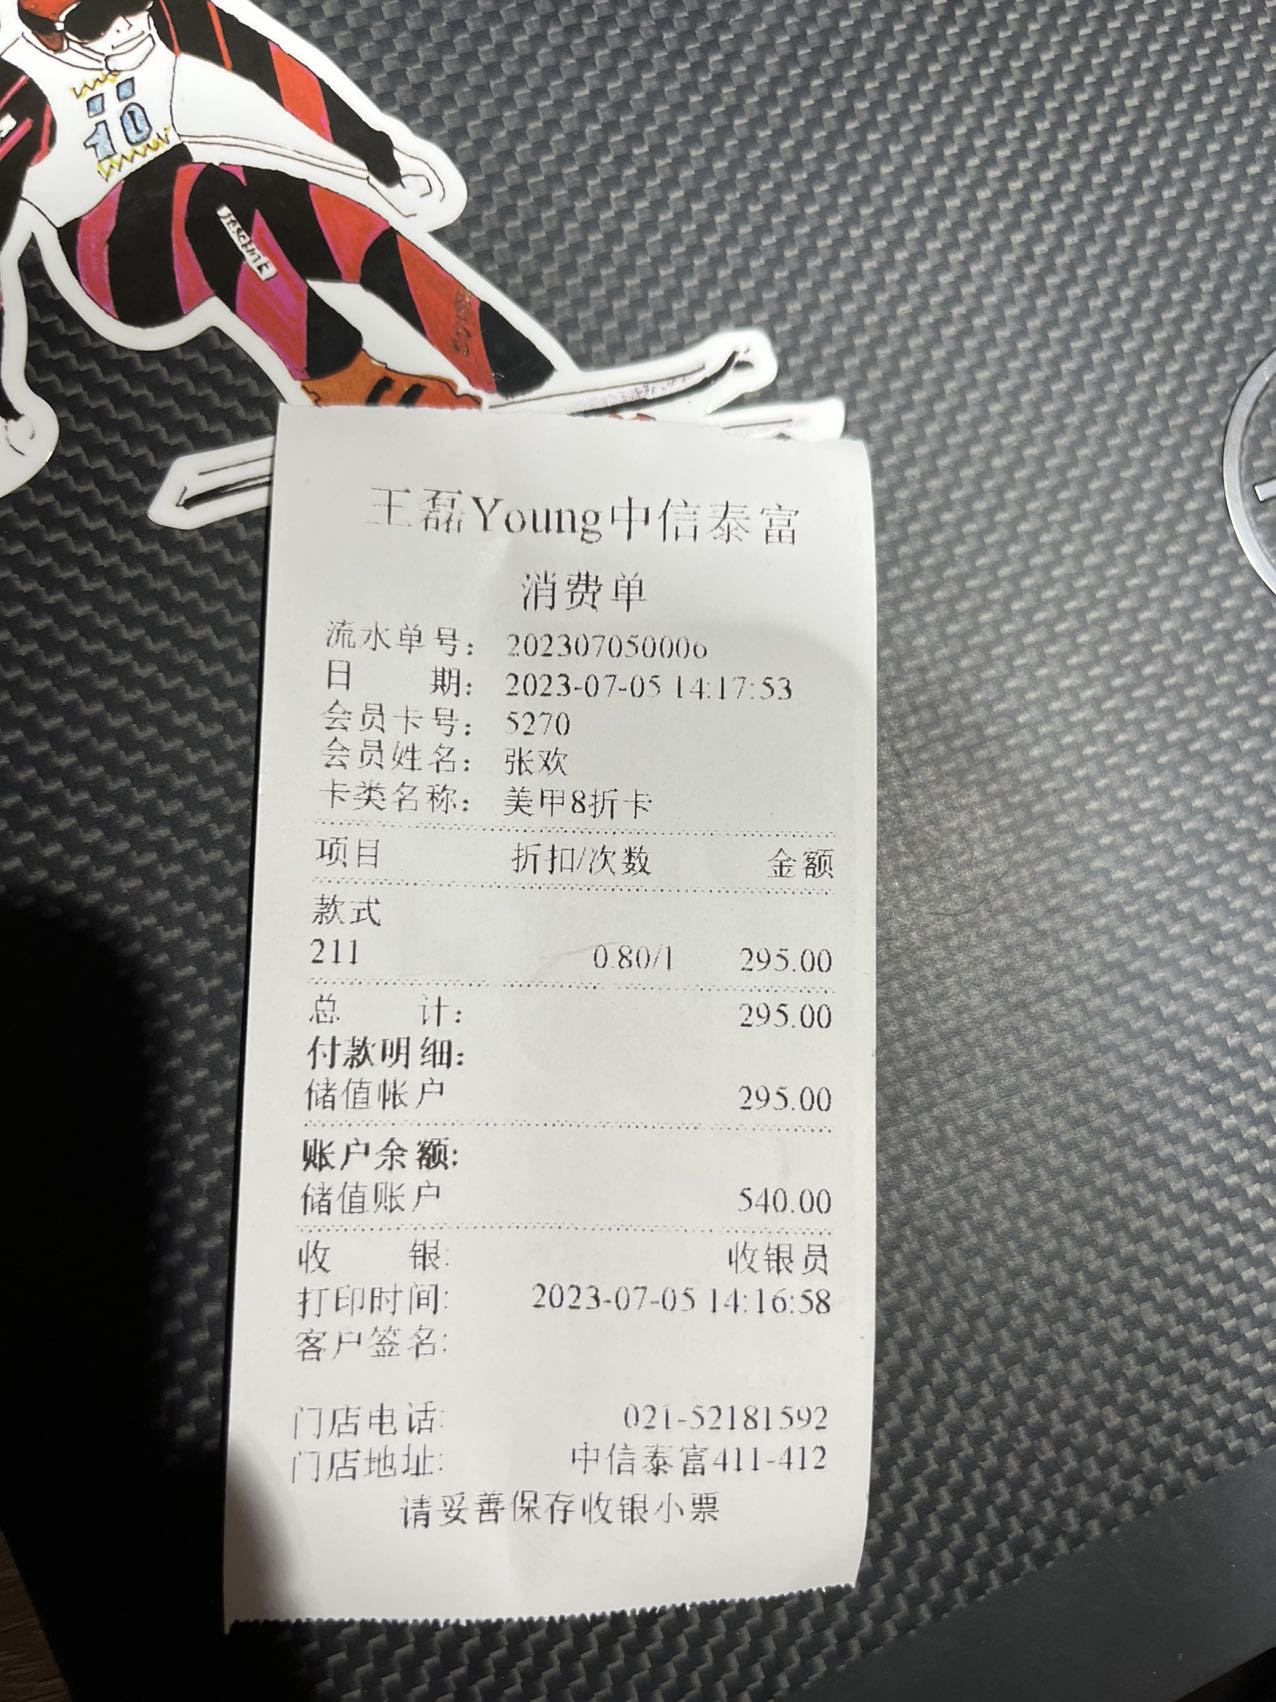 10
王磊Young中信泰富
消费单
流水单号: 202307050006
日 期: 2023-07-05 14:17:53
会员卡号: 5270
会员姓名: 张欢
卡类名称: 美甲8折卡
项目 折扣/次数 金额
款式
211 0.80/1 295.00
总 计: 295.00
付款明细:
储值帐户 295.00
账户余额:
储值账户 540.00
收 银: 收银员
打印时间: 2023-07-05 14:16:58
客户签名:
门店电话: 021-52181592
门店地址: 中信泰富411-412
请妥善保存收银小票